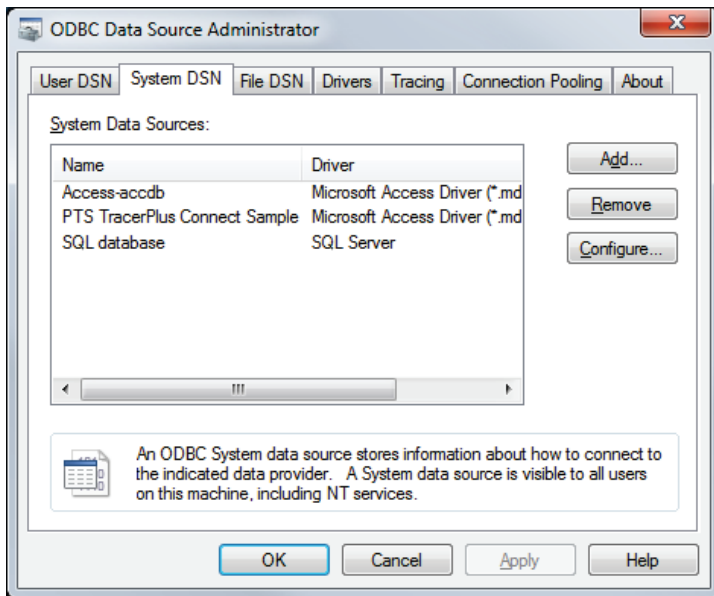 ODBC Data Source Administrator
User DSN System DSN File DSN Drivers Tracing Connection Pooling About
System Data Sources:
Name Driver
Access-accdb Microsoft Access Driver (*.md
PTS TracerPlus Connect Sample Microsoft Access Driver (*.md
SQL database SQL Server
Add...
Remove
Configure...
An ODBC System data source stores information about how to connect to
the indicated data provider. A System data source is visible to all users
on this machine, including NT services.
OK Cancel Apply Help